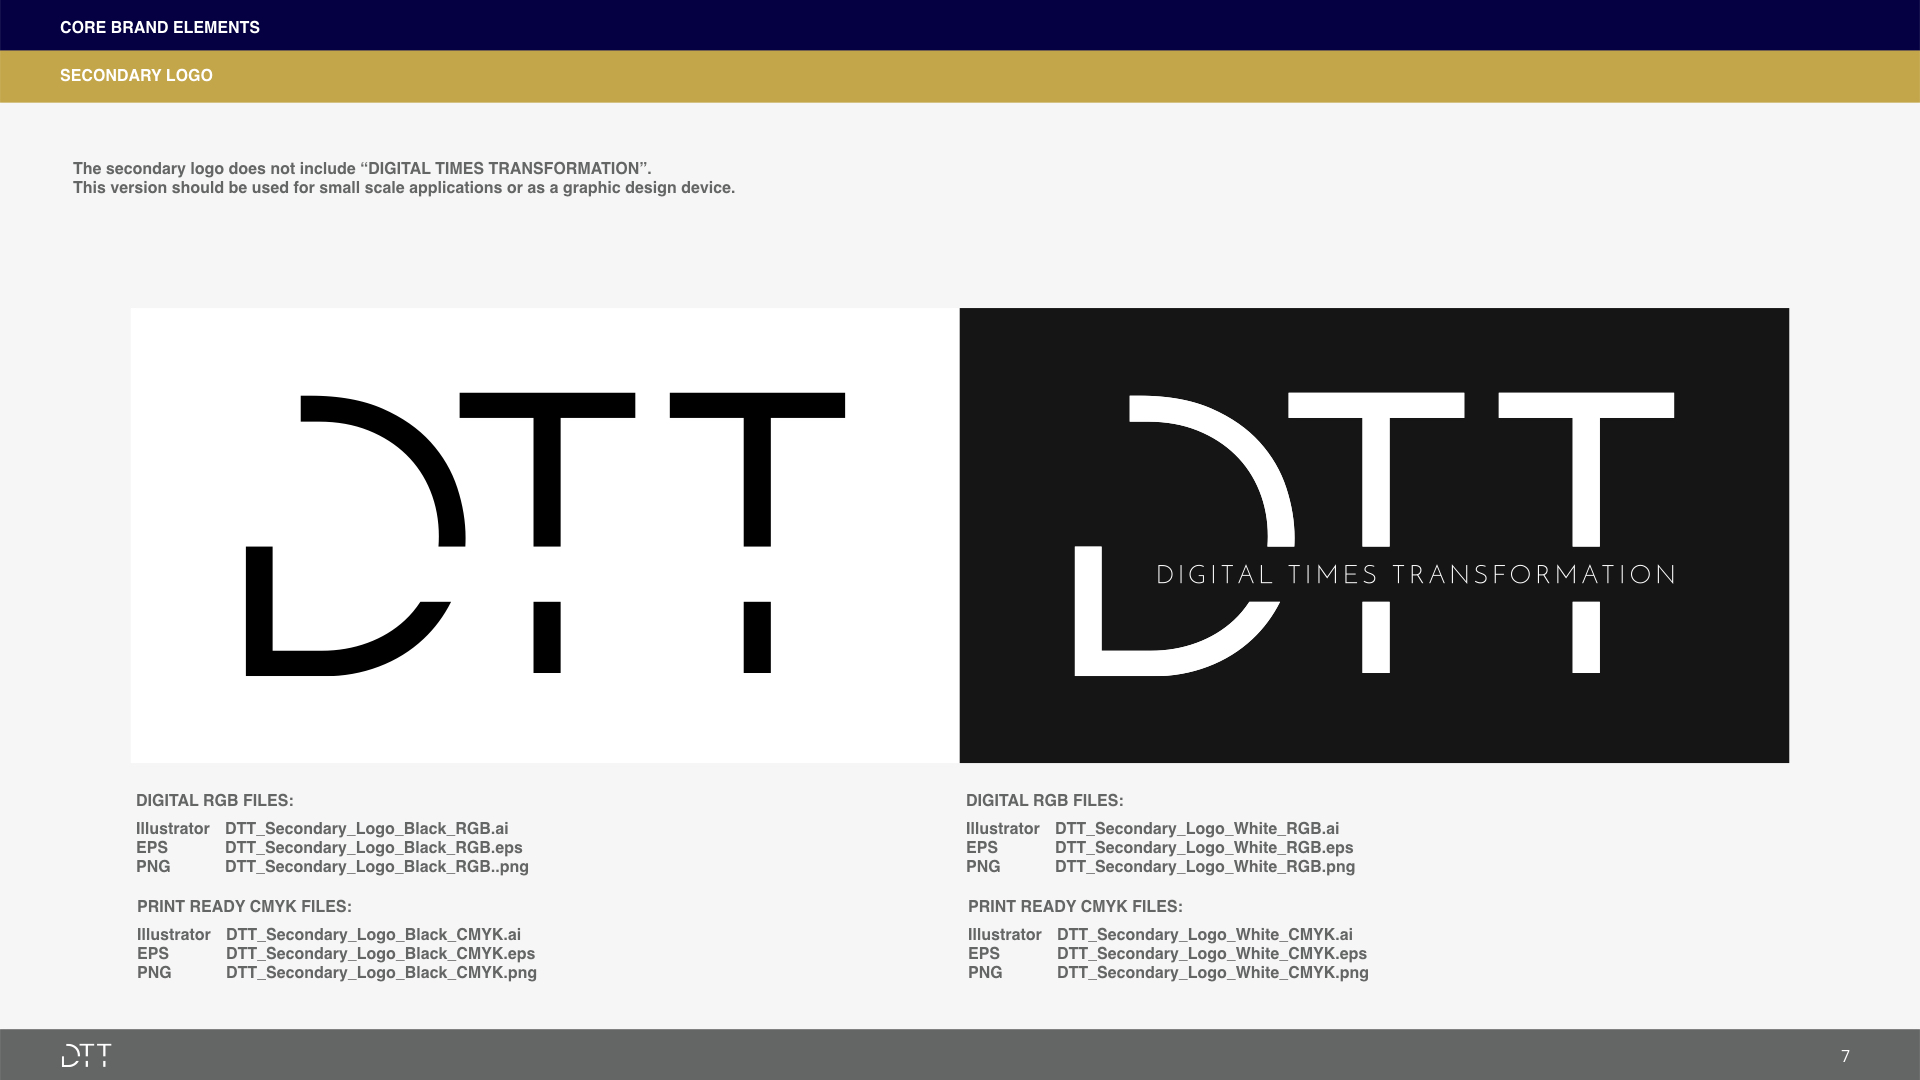 CORE BRAND ELEMENTS
SECONDARY LOGO
The secondary logo does not include “DIGITAL TIMES TRANSFORMATION”.
This version should be used for small scale applications or as a graphic design device.
DTT
DTT
DIGITAL TIMES TRANSFORMATION
DIGITAL RGB FILES:
Illustrator DTT_Secondary_Logo_Black_RGB.ai
EPS DTT_Secondary_Logo_Black_RGB.eps
PNG DTT_Secondary_Logo_Black_RGB..png
PRINT READY CMYK FILES:
Illustrator DTT_Secondary_Logo_Black_CMYK.ai
EPS DTT_Secondary_Logo_Black_CMYK.eps
PNG DTT_Secondary_Logo_Black_CMYK.png
DIGITAL RGB FILES:
Illustrator DTT_Secondary_Logo_White_RGB.ai
EPS DTT_Secondary_Logo_White_RGB.eps
PNG DTT_Secondary_Logo_White_RGB.png
PRINT READY CMYK FILES:
Illustrator DTT_Secondary_Logo_White_CMYK.ai
EPS DTT_Secondary_Logo_White_CMYK.eps
PNG DTT_Secondary_Logo_White_CMYK.png
DTT
7